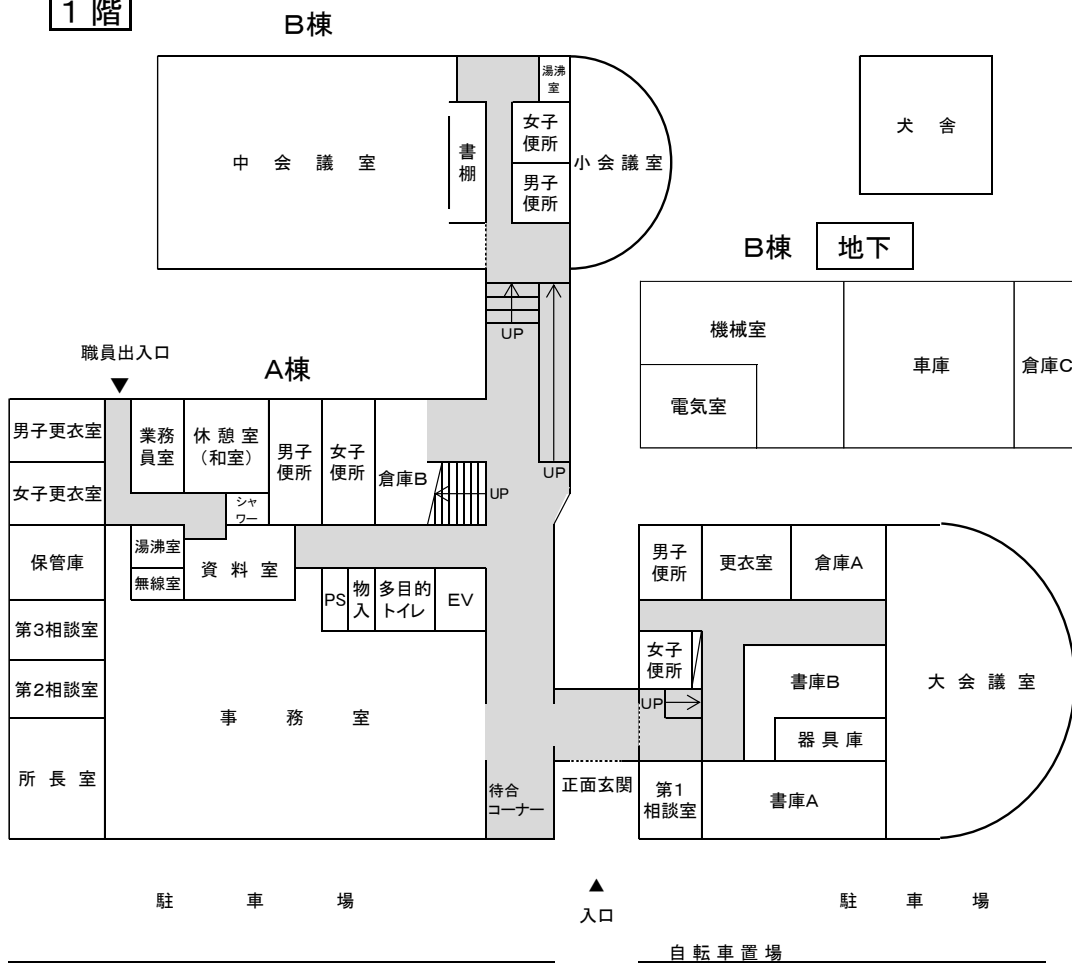 １階
B棟
湯沸
室
女子
便所
中会議室
書
棚
小会議室
男子
便所
犬舎
B棟
地下
機械室
電気室
車庫
倉庫C
UP
UP
職員出入口
▼
A棟
男子更衣室
業務
員室
休憩室
（和室）
男子
便所
女子
便所
倉庫B
UP
女子更衣室
シャ
ワー
保管庫
湯沸室
無線室
資料室
PS
物
入
多目的
トイレ
EV
第3相談室
第2相談室
事務室
所長室
待合
コーナー
正面玄関
男子
便所
更衣室
倉庫A
女子
便所
UP
書庫B
器具庫
大会議室
第1
相談室
書庫A
駐車場
▲
入口
駐車場
自転車置場